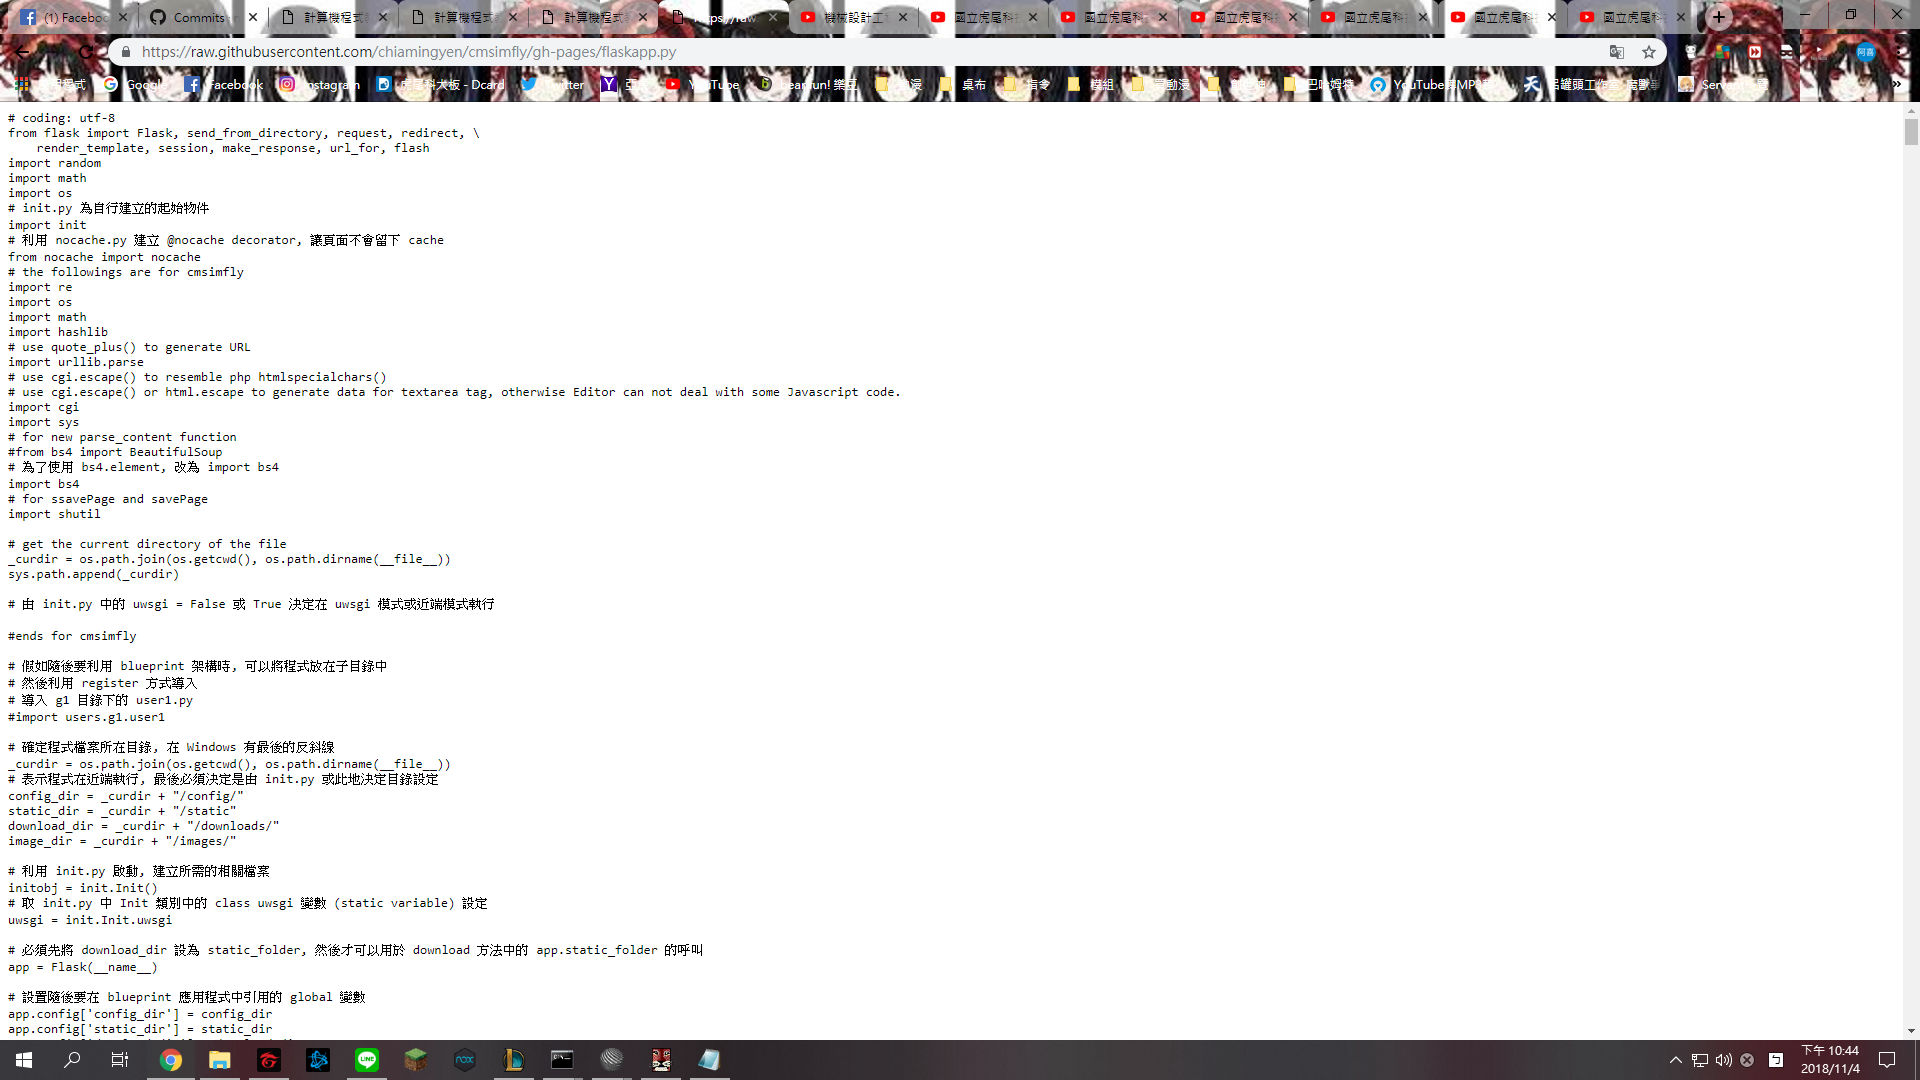 (1) Faceboo
Commits
計算機程式
計算機程式
計算機程式
https://raw.
機械設計工
國立虎尾科
國立虎尾科
國立虎尾科
國立虎尾科
國立虎尾科
國立虎尾科
https://raw.githubusercontent.com/chiamingyen/cmsimfly/gh-pages/flaskapp.py
Google
Facebook
Instagram
虎尾科大板 - Dcard
Twitter
YouTube
beanfun! 樂豆
桌布
指令
模組
巴哈姆特
# coding: utf-8
from flask import Flask, send_from_directory, request, redirect, \
    render_template, session, make_response, url_for, flash
import random
import math
import os
# init.py 為自行建立的起始物件
import init
# 利用 nocache.py 建立 @nocache decorator, 讓頁面不會留下 cache
from nocache import nocache
# the followings are for cmsimfly
import re
import os
import math
import hashlib
# use quote_plus() to generate URL
import urllib.parse
# use cgi.escape() to resemble php htmlspecialchars()
# use cgi.escape() or html.escape to generate data for textarea tag, otherwise Editor can not deal with some Javascript code.
import cgi
import sys
# for new parse_content function
#from bs4 import BeautifulSoup
# 為了使用 bs4.element, 改為 import bs4
import bs4
# for ssavePage and savePage
import shutil

# get the current directory of the file
_curdir = os.path.join(os.getcwd(), os.path.dirname(__file__))
sys.path.append(_curdir)

# 由 init.py 中的 uwsgi = False 或 True 決定在 uwsgi 模式或近端模式執行

#ends for cmsimfly

# 假如隨後要利用 blueprint 架構時, 可以將程式放在子目錄中
# 然後利用 register 方式導入
# 導入 g1 目錄下的 user1.py
#import users.g1.user1

# 確定程式檔案所在目錄, 在 Windows 有最後的反斜線
_curdir = os.path.join(os.getcwd(), os.path.dirname(__file__))
# 表示程式在近端執行, 最後必須決定是由 init.py 或此地決定目錄設定
config_dir = _curdir + "/config/"
static_dir = _curdir + "/static"
download_dir = _curdir + "/downloads/"
image_dir = _curdir + "/images/"

# 利用 init.py 啟動, 建立所需的相關檔案
initobj = init.Init()
# 取 init.py 中 Init 類別中的 class uwsgi 變數 (static variable) 設定
uwsgi = init.Init.uwsgi

# 必須先將 download_dir 設為 static_folder, 然後才可以用於 download 方法中的 app.static_folder 的呼叫
app = Flask(__name__)

# 設置隨後要在 blueprint 應用程式中引用的 global 變數
app.config['config_dir'] = config_dir
app.config['static_dir'] = static_dir
下午 10:44
2018/11/4